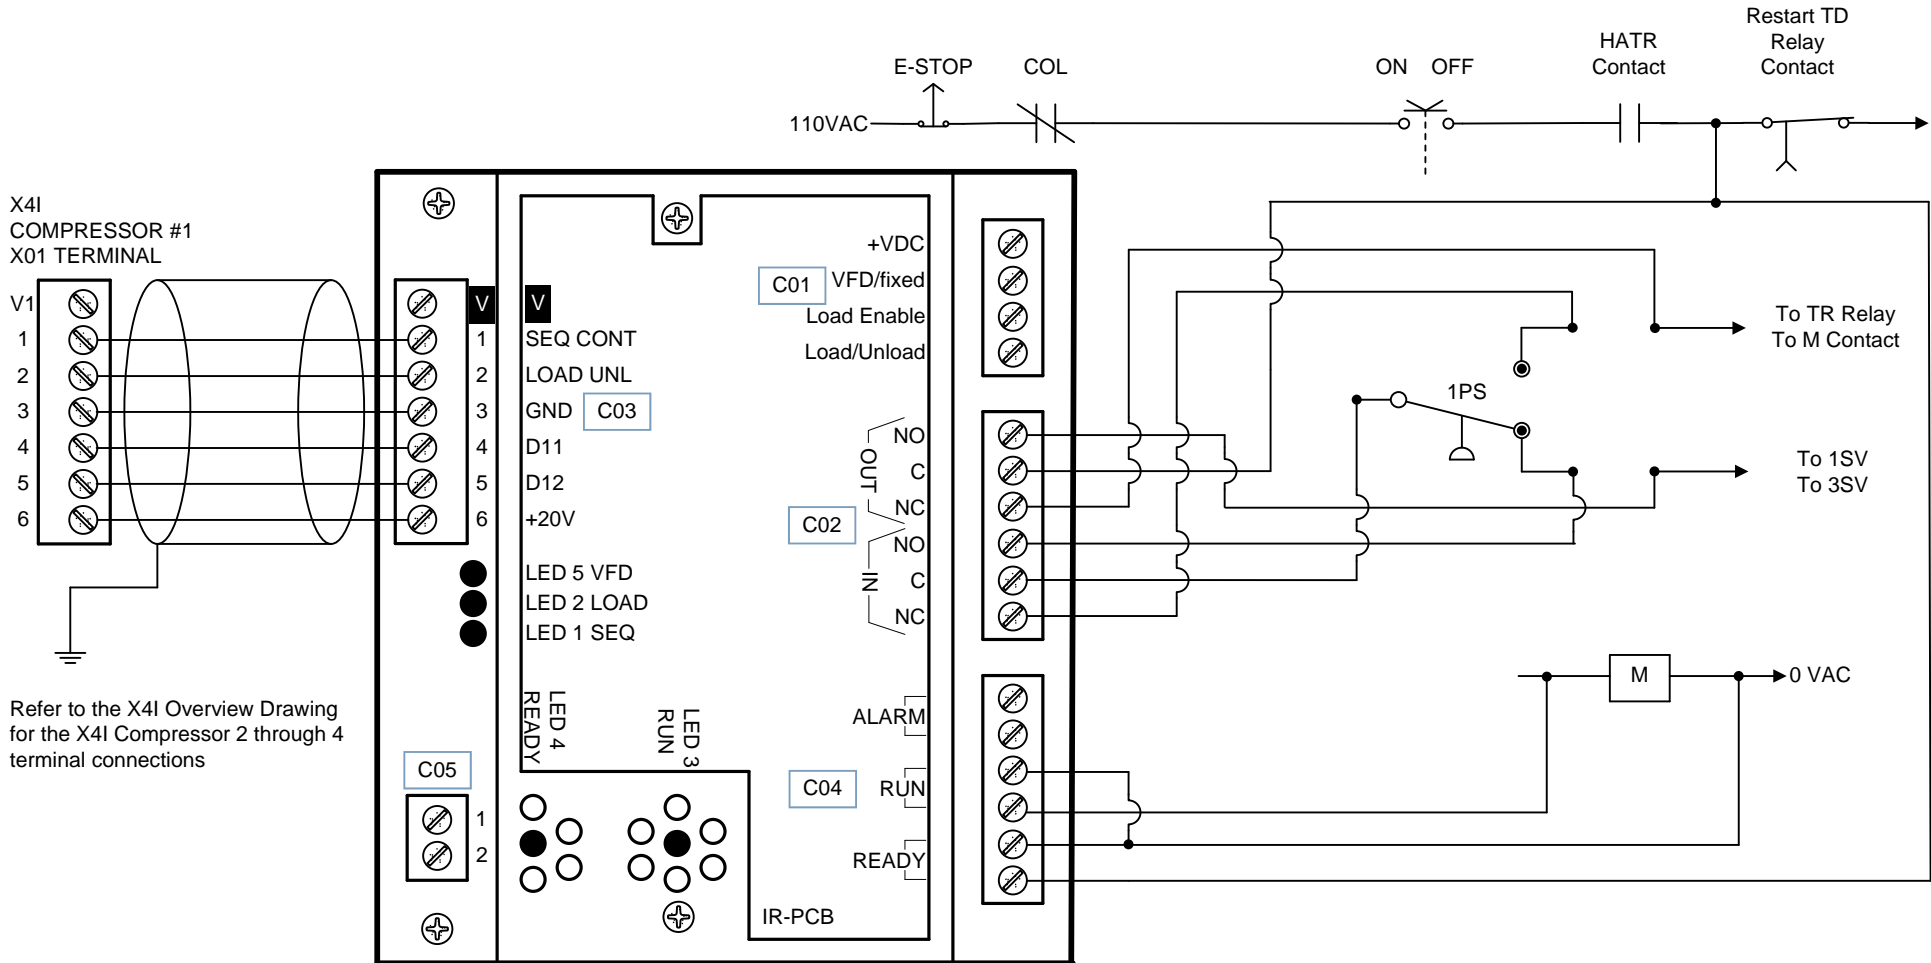 Restart TD
Relay
Contact
HATR
Contact
E-STOP
COL
ON OFF
110VAC
X4I
COMPRESSOR #1
X01 TERMINAL
V1
1
2
3
4
5
6
V
1
2
3
4
5
6
V
SEQ CONT
LOAD UNL
GND
C03
D11
D12
+20V
LED 5 VFD
LED 2 LOAD
LED 1 SEQ
+VDC
C01
VFD/fixed
Load Enable
Load/Unload
NO
C
NC
OUT
C02
NO
C
NC
IN
To TR Relay
To M Contact
1PS
To 1SV
To 3SV
M
0 VAC
Refer to the X4I Overview Drawing
for the X4I Compressor 2 through 4
terminal connections
LED 4
READY
LED 3
RUN
ALARM
C04
RUN
READY
C05
1
2
IR-PCB